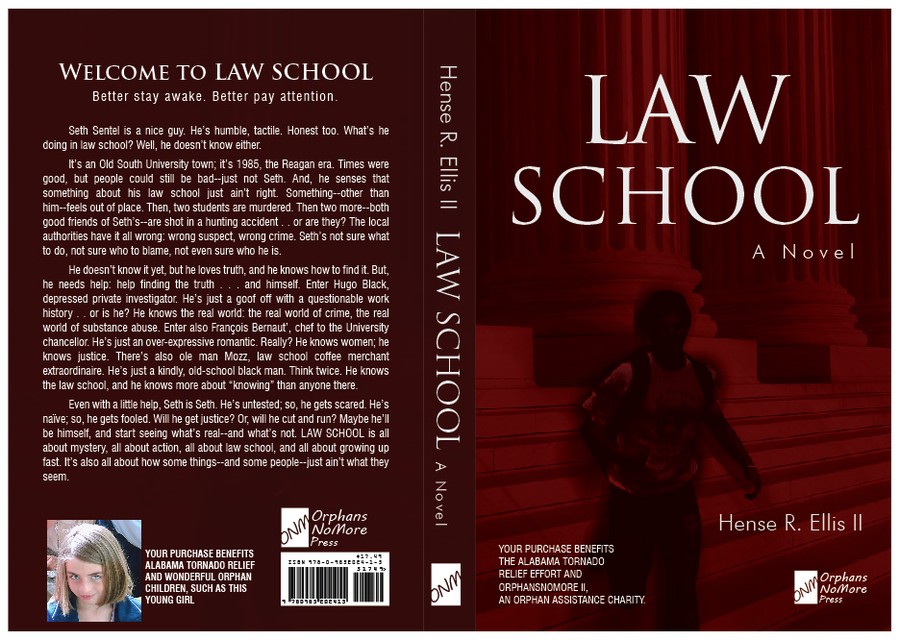 WELCOME TO LAW SCHOOL
Better stay awake. Better pay attention.
Seth Sentel is a nice guy. He's humble, tactile. Honest too. What's he
doing in law school? Well, he doesn't know either.
It's an Old South University town; it's 1985, the Reagan era. Times were
good, but people could still be bad--just not Seth. And, he senses that
something about his law school just ain't right. Something--other than
him--feels out of place. Then, two students are murdered. Then two more--both
good friends of Seth's--are shot in a hunting accident . . or are they? The local
authorities have it all wrong: wrong suspect, wrong crime. Seth's not sure what
to do, not sure who to blame, not even sure who he is.
He doesn't know it yet, but he loves truth, and he knows how to find it. But,
he needs help: help finding the truth . . . and himself. Enter Hugo Black,
depressed private investigator. He's just a goof off with a questionable work
history . . or is he? He knows the real world: the real world of crime, the real
world of substance abuse. Enter also François Bernaut', chef to the University
chancellor. He's just an over-expressive romantic. Really? He knows women; he
knows justice. There's also ole man Mozz, law school coffee merchant
extraordinaire. He's just a kindly, old-school black man. Think twice. He knows
the law school, and he knows more about “knowing” than anyone there.
Even with a little help, Seth is Seth. He's untested; so, he gets scared. He's
naïve; so, he gets fooled. Will he get justice? Or, will he cut and run? Maybe he'll
be himself, and start seeing what's real--and what's not. LAW SCHOOL is all
about mystery, all about action, all about law school, and all about growing up
fast. It's also all about how some things--and some people--just ain't what they
seem.
YOUR PURCHASE BENEFITS
ALABAMA TORNADO RELIEF
AND WONDERFUL ORPHAN
CHILDREN, SUCH AS THIS
YOUNG GIRL
ONM
Orphans
NoMore
Press
Hense R. Ellis II LAW SCHOOL A Novel
ONM
LAW
SCHOOL
A Novel
Hense R. Ellis II
YOUR PURCHASE BENEFITS
THE ALABAMA TORNADO
RELIEF EFFORT AND
ORPHANSNOMORE II,
AN ORPHAN ASSISTANCE CHARITY.
ONM
Orphans
NoMore
Press